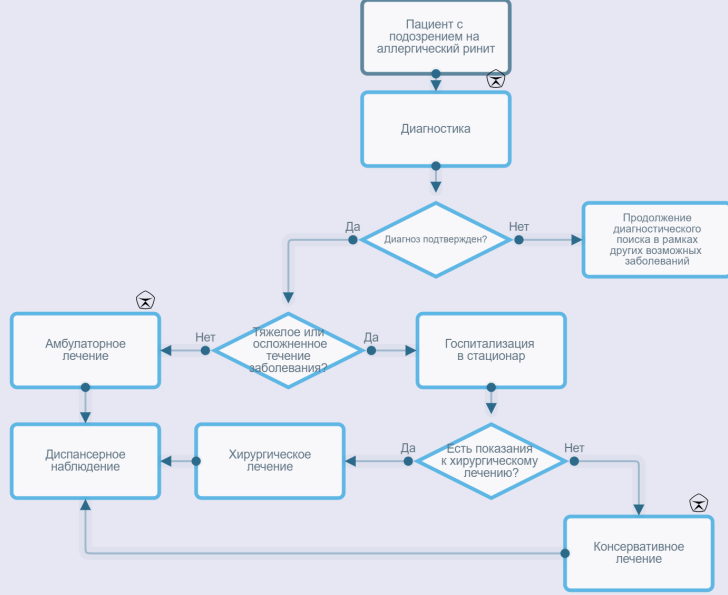 Пациент с
подозрением на
аллергический ринит
Диагностика
Да
Диагноз подтвержден?
Нет
Продолжение
диагностического
поиска в рамках
других возможных
заболеваний
Амбулаторное
лечение
Нет
Тяжелое или
осложненное
течение
заболевания?
Да
Госпитализация
в стационар
Диспансерное
наблюдение
Хирургическое
лечение
Да
Есть показания
к хирургическому
лечению?
Нет
Консервативное
лечение